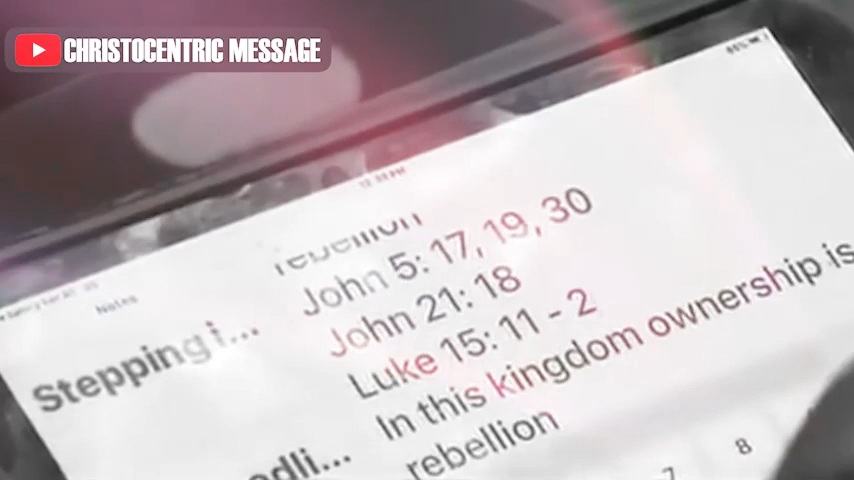 CHRISTOCENTRIC MESSAGE
Notes
rebellion
John 5: 17, 19, 30
John 21: 18
Luke 15: 11 - 2
In this kingdom ownership is
rebellion
Stepping i...
7
8